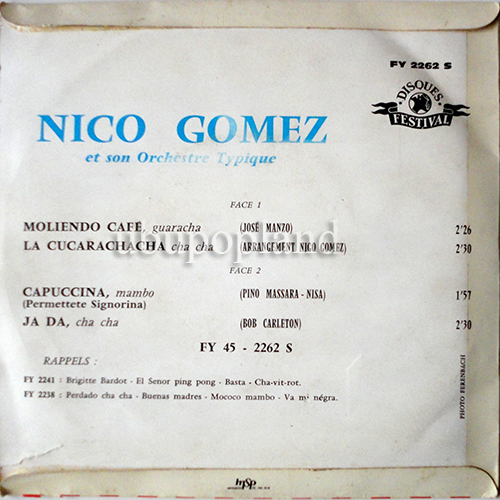 FY 2262 S
DISQUES
FESTIVAL
NICO GOMEZ
et son Orchestre Typique
FACE 1
MOLIENDO CAFÉ, guaracha (JOSÉ MANZO) 2'26
LA CUCARACHACHA cha cha (ARRANGEMENT NICO GOMEZ) 2'30
ubupopland
FACE 2
CAPUCCINA, mambo (PINO MASSARA - NISA) 1'57
(Permettete Signorina)
JA DA, cha cha (BOB CARLETON) 2'30
FY 45 - 2262 S
RAPPELS :
FY 2241 : Brigitte Bardot - El Senor ping pong - Basta - Cha-vit-rot.
FY 2238 : Perdado cha cha - Buenas madres - Mococo mambo - Va mi négra.
PHOTO FERENBACH
msp